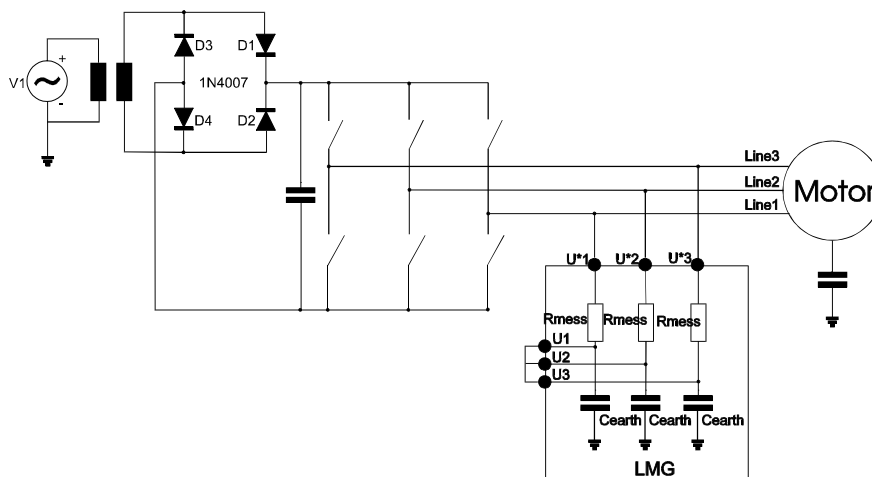 D3
D1
+
V1
1N4007
-
D4
D2
Line3
Line2
Line1
Motor
U*1
U*2
U*3
Rmess
Rmess
Rmess
U1
U2
U3
Cearth
Cearth
Cearth
LMG